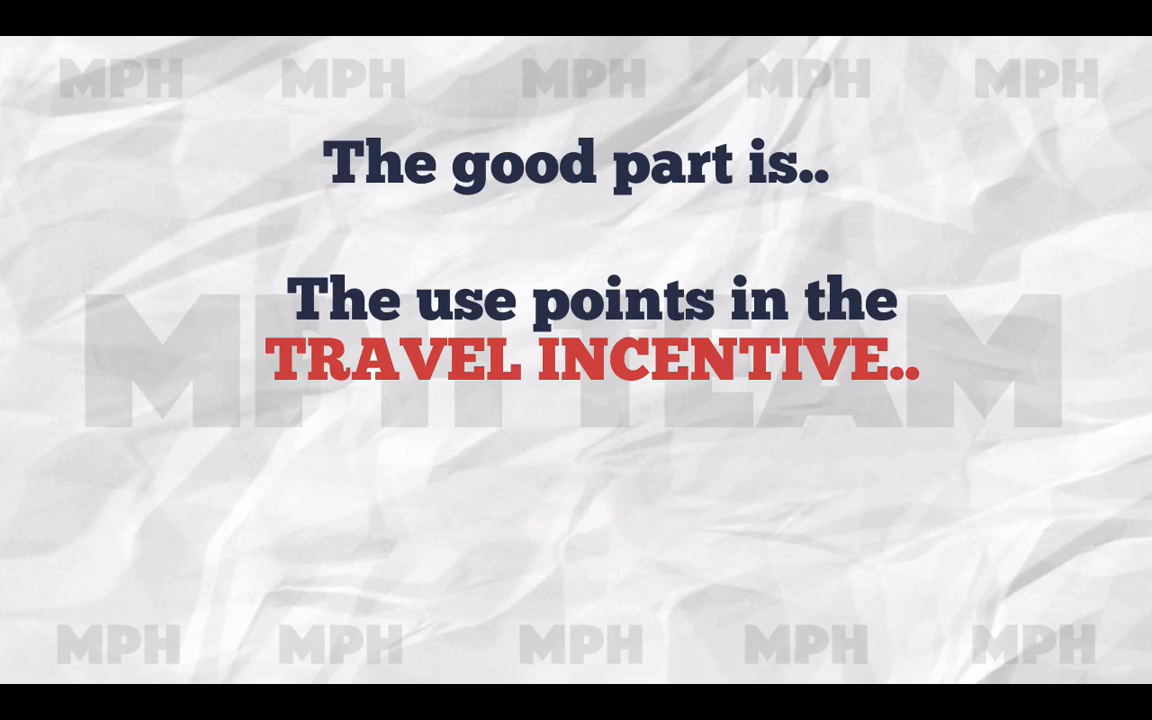 MPH MPH MPH MPH MPH
The good part is..
The use points in the
TRAVEL INCENTIVE..
MPH TEAM
MPH MPH MPH MPH MPH